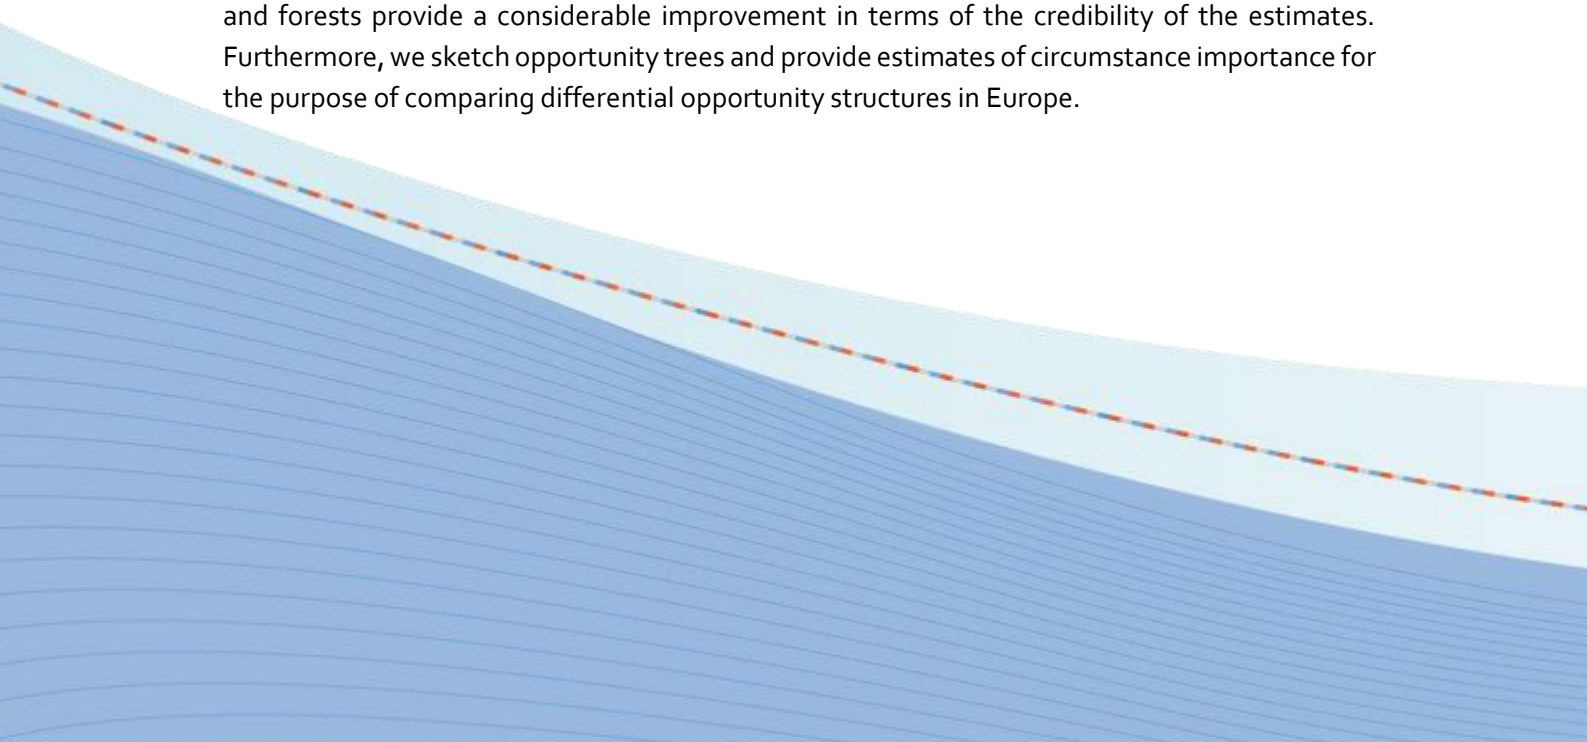 and forests provide a considerable improvement in terms of the credibility of the estimates.
Furthermore, we sketch opportunity trees and provide estimates of circumstance importance for
the purpose of comparing differential opportunity structures in Europe.